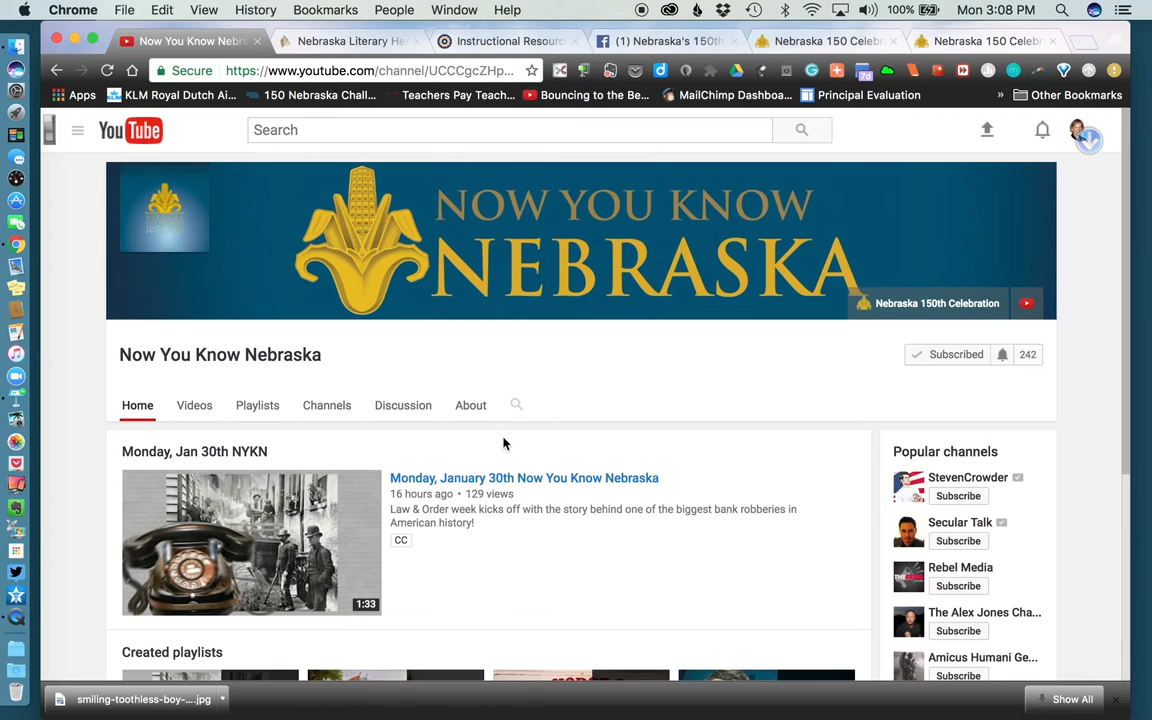 Chrome File Edit View History Bookmarks People Window Help 100% Mon 3:08 PM
Now You Know Nebra Nebraska Literary He Instructional Resourc (1) Nebraska's 150th Nebraska 150 Celebr Nebraska 150 Celebr
Secure https://www.youtube.com/channel/UCCCgcZHp... 7d
Apps KLM Royal Dutch Ai... 150 Nebraska Chall... Teachers Pay Teach... Bouncing to the Be... MailChimp Dashboa... Principal Evaluation » Other Bookmarks
YouTube Search
NOW YOU KNOW
NEBRASKA
Nebraska 150th Celebration
Now You Know Nebraska Subscribed 242
Home Videos Playlists Channels Discussion About
Monday, Jan 30th NYKN
Monday, January 30th Now You Know Nebraska
16 hours ago • 129 views
Law & Order week kicks off with the story behind one of the biggest bank robberies in
American history!
CC
1:33
Created playlists
Popular channels
StevenCrowder
Subscribe
Secular Talk
Subscribe
Rebel Media
Subscribe
The Alex Jones Cha...
Subscribe
Amicus Humani Ge...
Subscribe
smiling-toothless-boy-....jpg Show All